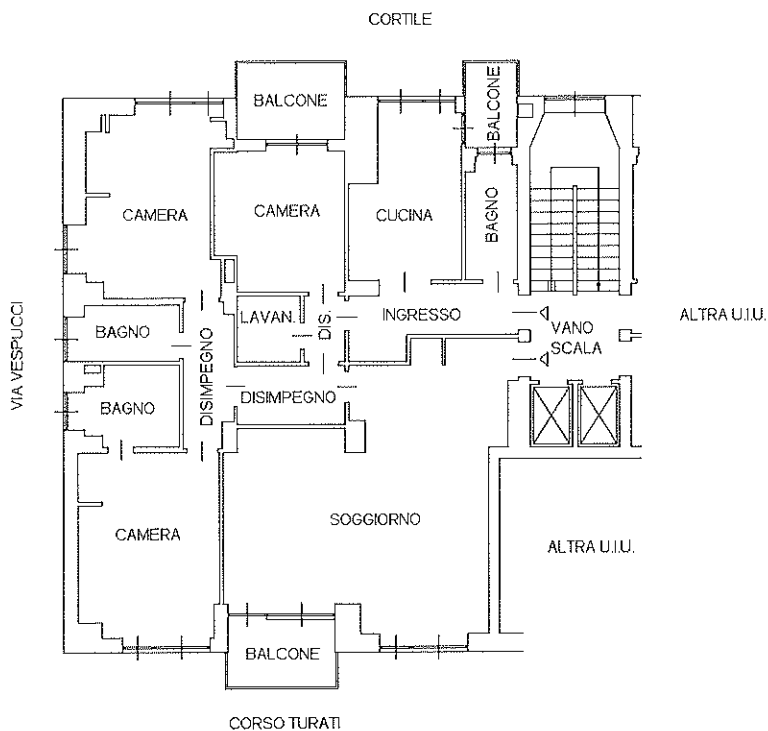 CORTILE
BALCONE
BALCONE
CAMERA
CAMERA
CUCINA
BAGNO
LAVAN.
DIS.
INGRESSO
VANO
SCALA
ALTRA U.I.U.
BAGNO
DISIMPEGNO
VIA VESPUCCI
BAGNO
DISIMPEGNO
CAMERA
SOGGIORNO
ALTRA U.I.U.
BALCONE
CORSO TURATI